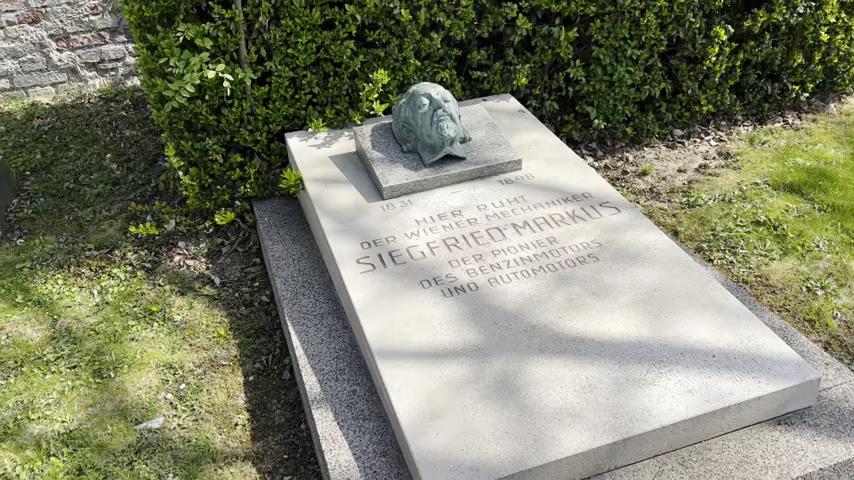 1831 — 1898
HIER RUHT
DER WIENER MECHANIKER
SIEGFRIED MARKUS
DER PIONIER
DES BENZINMOTORS
UND AUTOMOTORS